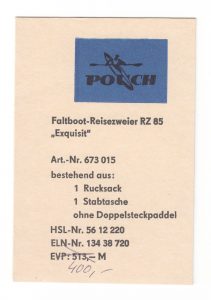 POUCH
Faltboot-Reisezweier RZ 85
„Exquisit"
Art.-Nr. 673 015
bestehend aus:
1 Rucksack
1 Stabtasche
ohne Doppelsteckpaddel
HSL-Nr. 56 12 220
ELN-Nr. 134 38 720
EVP: 513,– M
400,-